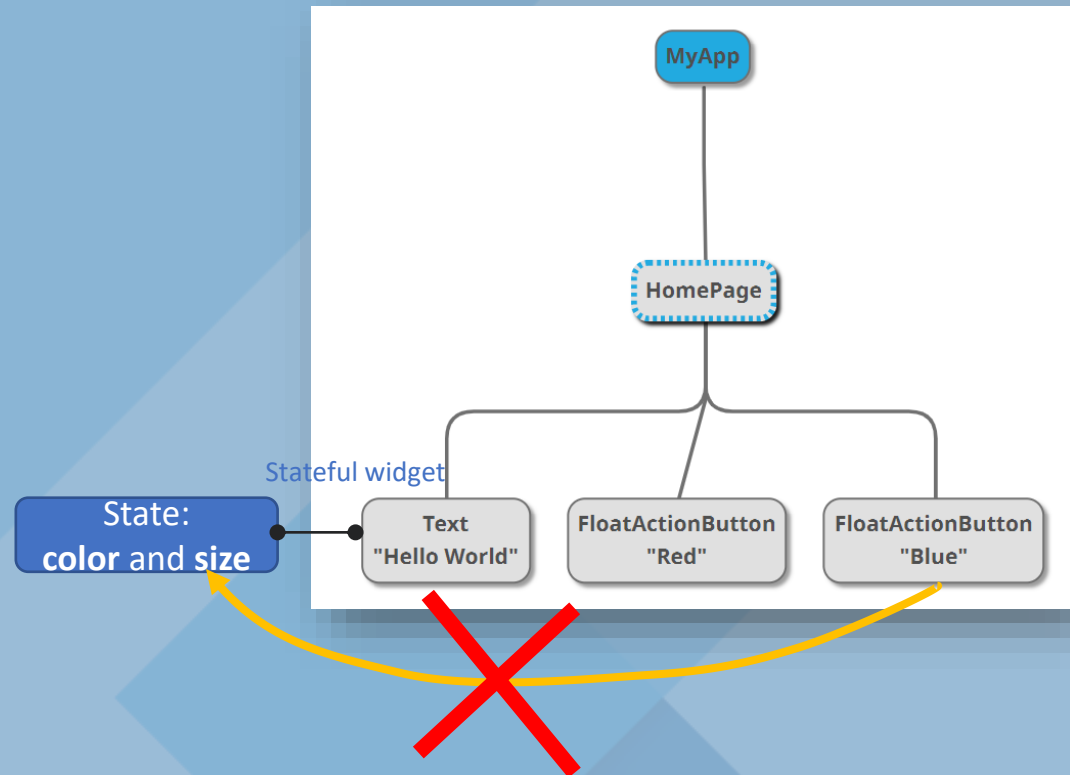 MyApp
HomePage
Stateful widget
State:
color and size
Text
"Hello World"
FloatActionButton
"Red"
FloatActionButton
"Blue"